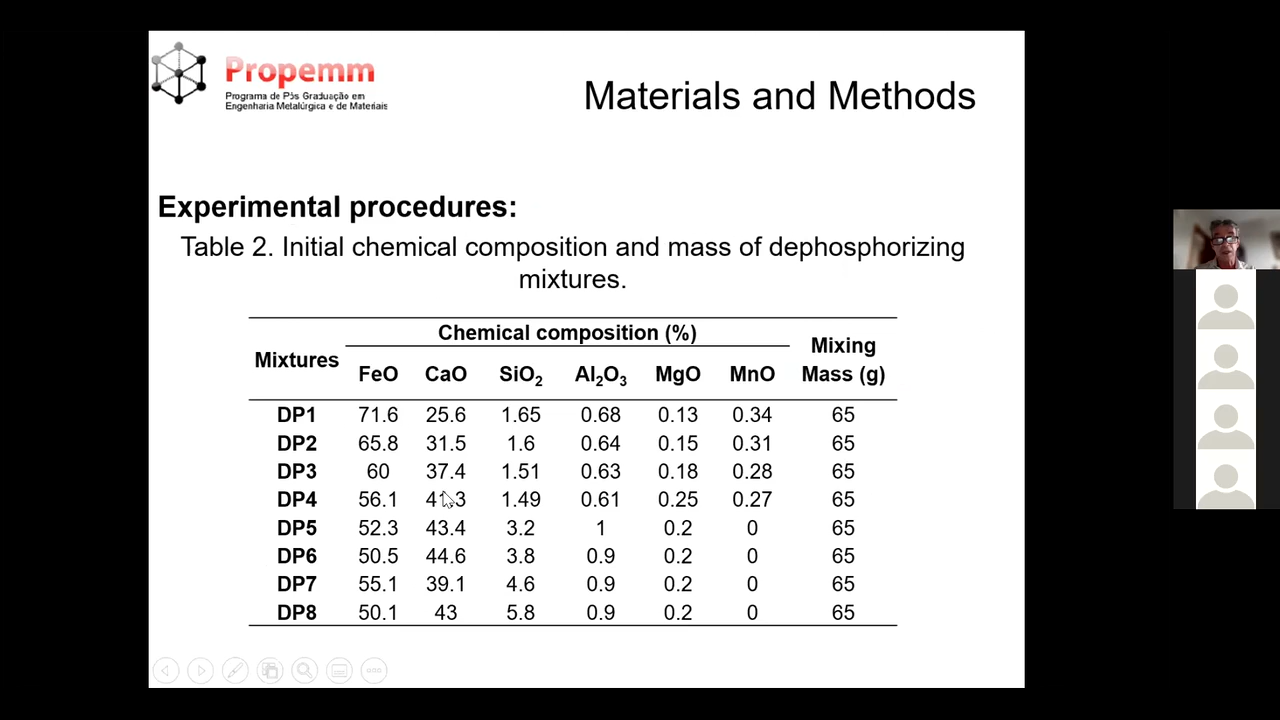 Propemm
Programa de Pós Graduação em
Engenharia Metalúrgica e de Materiais
Materials and Methods
Experimental procedures:
Table 2. Initial chemical composition and mass of dephosphorizing
mixtures.
Mixtures Chemical composition (%) Mixing Mass (g)
FeO CaO SiO₂ Al₂O₃ MgO MnO
DP1 71.6 25.6 1.65 0.68 0.13 0.34 65
DP2 65.8 31.5 1.6 0.64 0.15 0.31 65
DP3 60 37.4 1.51 0.63 0.18 0.28 65
DP4 56.1 1.49 0.61 0.25 0.27 65
DP5 52.3 43.4 3.2 1 0.2 0 65
DP6 50.5 44.6 3.8 0.9 0.2 0 65
DP7 55.1 39.1 4.6 0.9 0.2 0 65
DP8 50.1 43 5.8 0.9 0.2 0 65